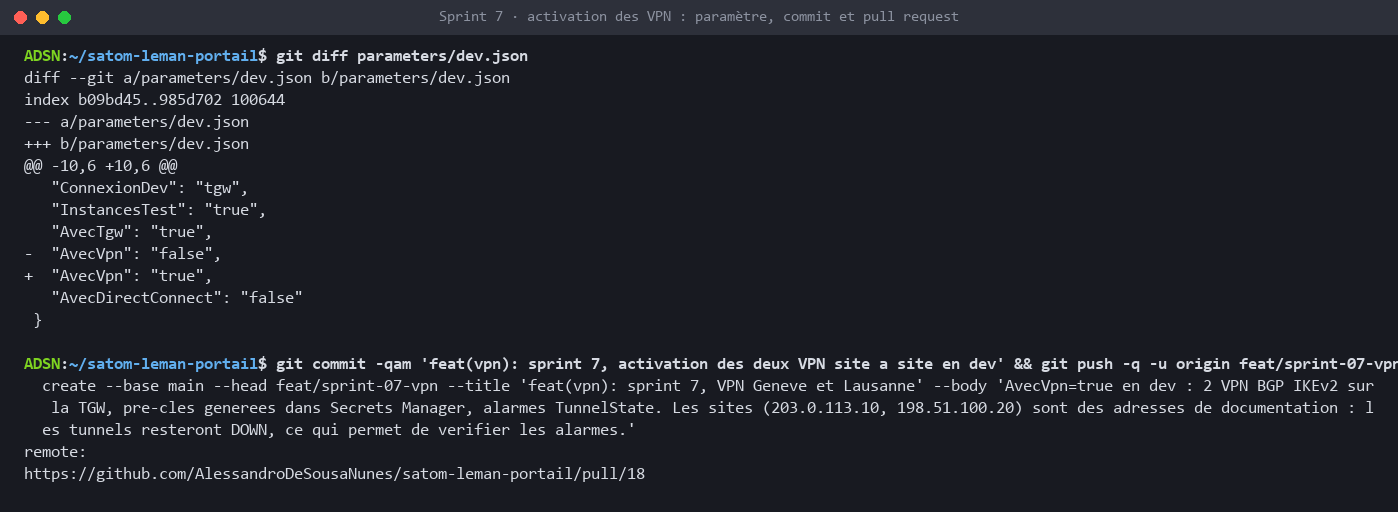 Sprint 7 · activation des VPN : paramètre, commit et pull request
ADSN:~/satom-leman-portail$ git diff parameters/dev.json
diff --git a/parameters/dev.json b/parameters/dev.json
index b09bd45..985d702 100644
--- a/parameters/dev.json
+++ b/parameters/dev.json
@@ -10,6 +10,6 @@
   "ConnexionDev": "tgw",
   "InstancesTest": "true",
   "AvecTgw": "true",
-  "AvecVpn": "false",
+  "AvecVpn": "true",
   "AvecDirectConnect": "false"
 }
ADSN:~/satom-leman-portail$ git commit -qam 'feat(vpn): sprint 7, activation des deux VPN site a site en dev' && git push -q -u origin feat/sprint-07-vpn
  create --base main --head feat/sprint-07-vpn --title 'feat(vpn): sprint 7, VPN Geneve et Lausanne' --body 'AvecVpn=true en dev : 2 VPN BGP IKEv2 sur
   la TGW, pre-cles generees dans Secrets Manager, alarmes TunnelState. Les sites (203.0.113.10, 198.51.100.20) sont des adresses de documentation : l
  es tunnels resteront DOWN, ce qui permet de verifier les alarmes.'
remote:
https://github.com/AlessandroDeSousaNunes/satom-leman-portail/pull/18